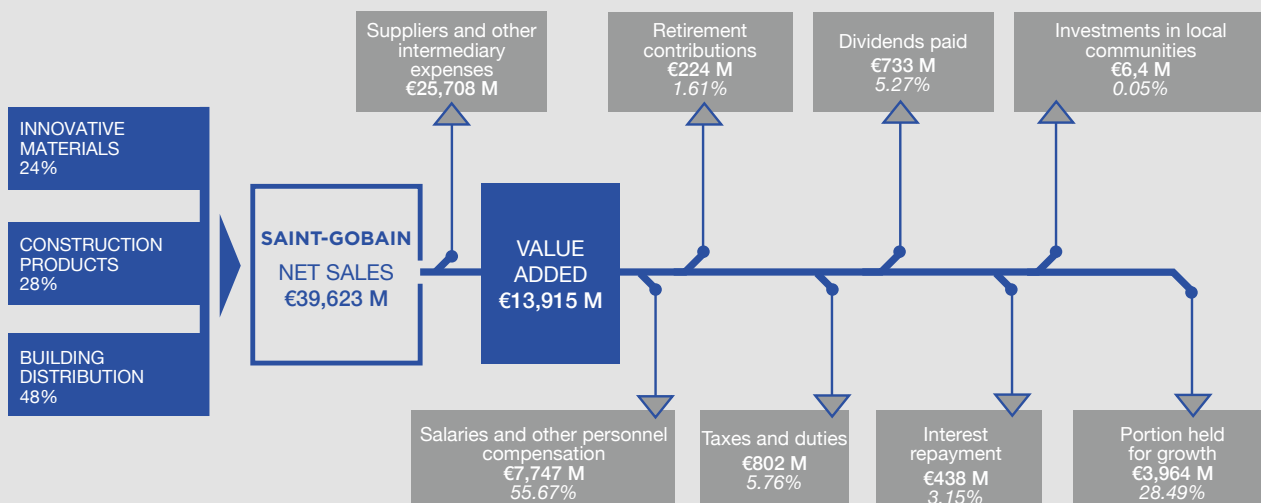 Suppliers and other
intermediary
expenses
€25,708 M
Retirement
contributions
€224 M
1.61%
Dividends paid
€733 M
5.27%
Investments in local
communities
€6,4 M
0.05%
INNOVATIVE
MATERIALS
24%
CONSTRUCTION
PRODUCTS
28%
BUILDING
DISTRIBUTION
48%
SAINT-GOBAIN
NET SALES
€39,623 M
VALUE
ADDED
€13,915 M
Salaries and other personnel
compensation
€7,747 M
55.67%
Taxes and duties
€802 M
5.76%
Interest
repayment
€438 M
3.15%
Portion held
for growth
€3,964 M
28.49%